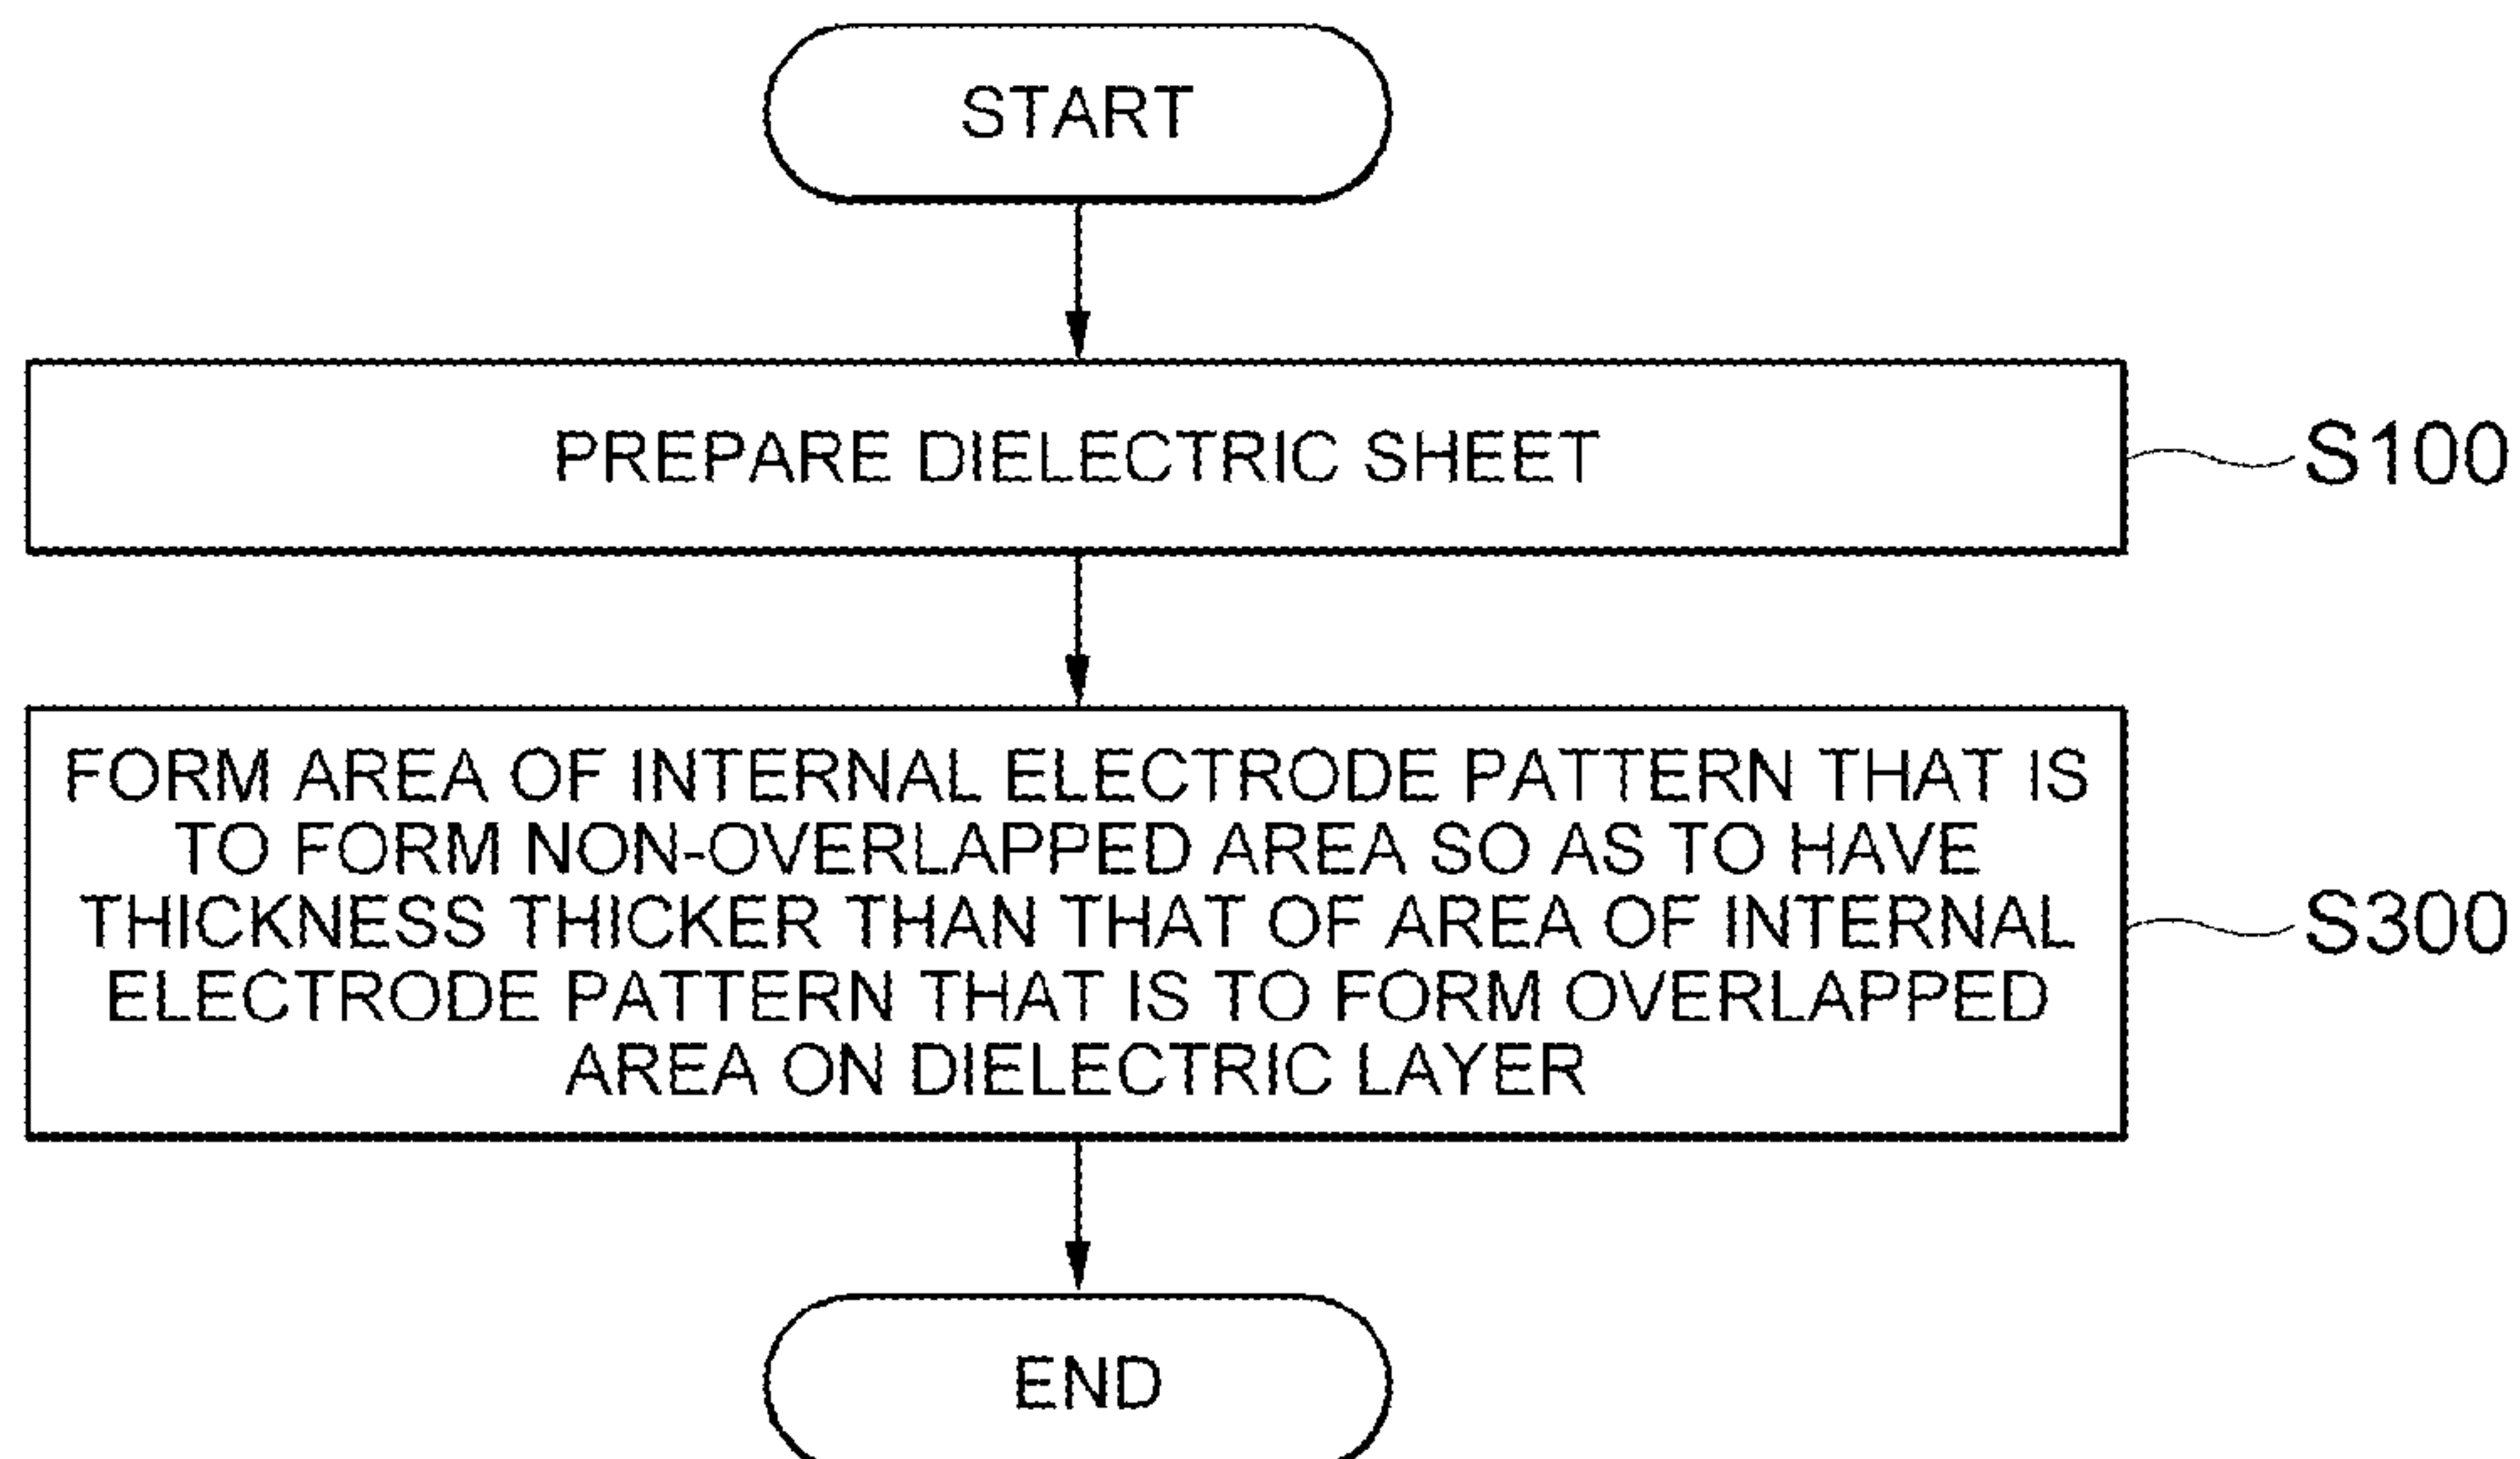 START
PREPARE DIELECTRIC SHEET
S100
FORM AREA OF INTERNAL ELECTRODE PATTERN THAT IS
TO FORM NON-OVERLAPPED AREA SO AS TO HAVE
THICKNESS THICKER THAN THAT OF AREA OF INTERNAL
ELECTRODE PATTERN THAT IS TO FORM OVERLAPPED
AREA ON DIELECTRIC LAYER
S300
END